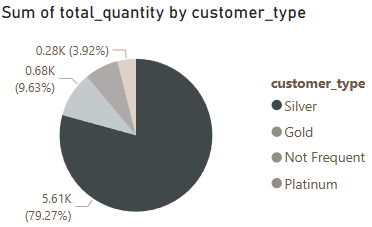 Sum of total_quantity by customer_type
0.28K (3.92%)
0.68K
(9.63%)
5.61K
(79.27%)
customer_type
Silver
Gold
Not Frequent
Platinum